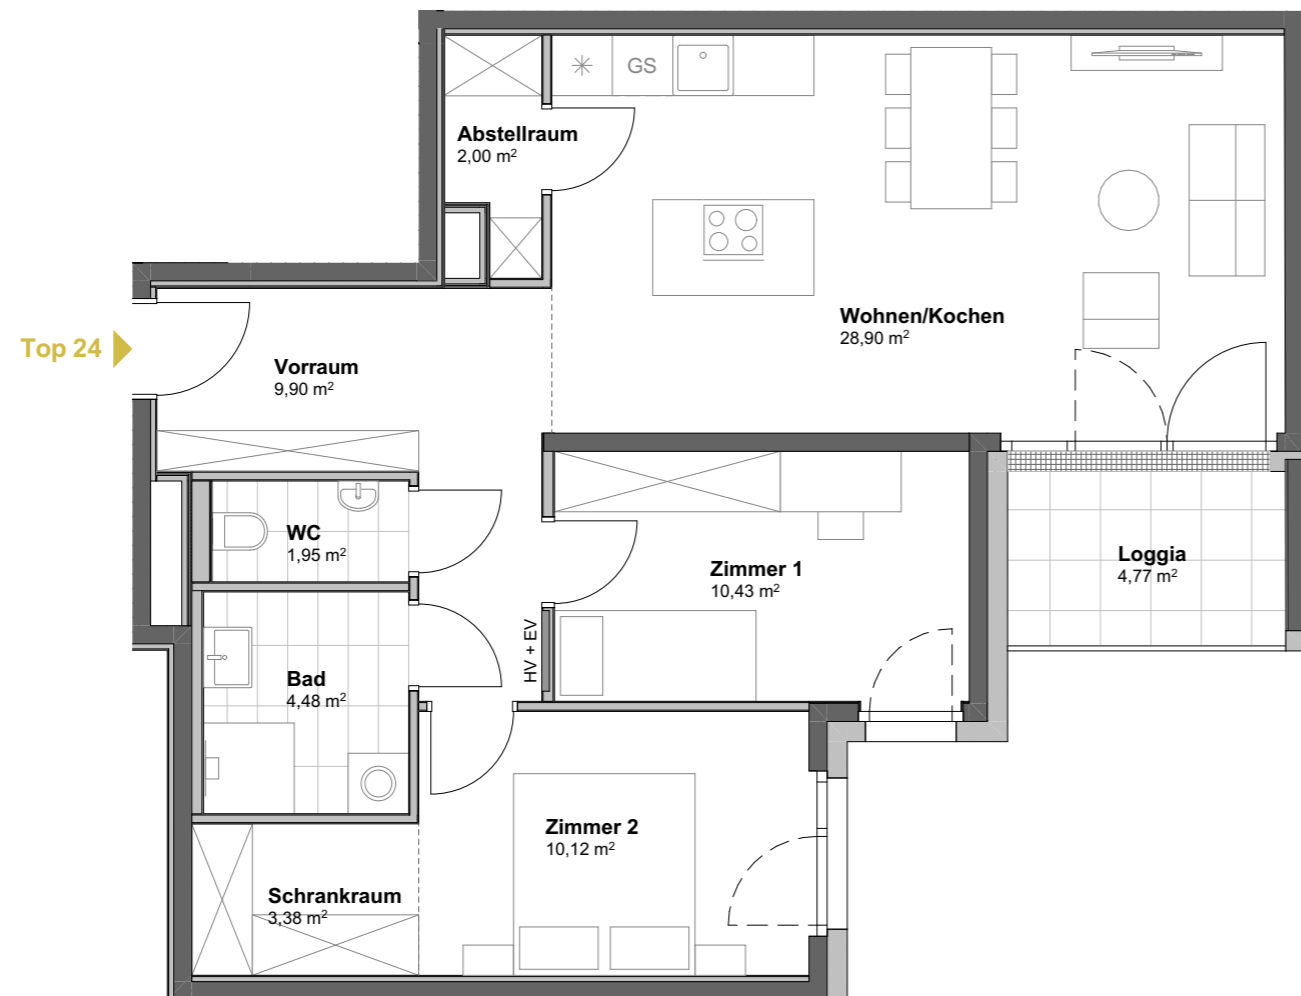 GS
Abstellraum
2,00 m²
Wohnen/Kochen
28,90 m²
Top 24
Vorraum
9,90 m²
WC
1,95 m²
Zimmer 1
10,43 m²
Loggia
4,77 m²
HV + EV
Bad
4,48 m²
Zimmer 2
10,12 m²
Schrankraum
3,38 m²